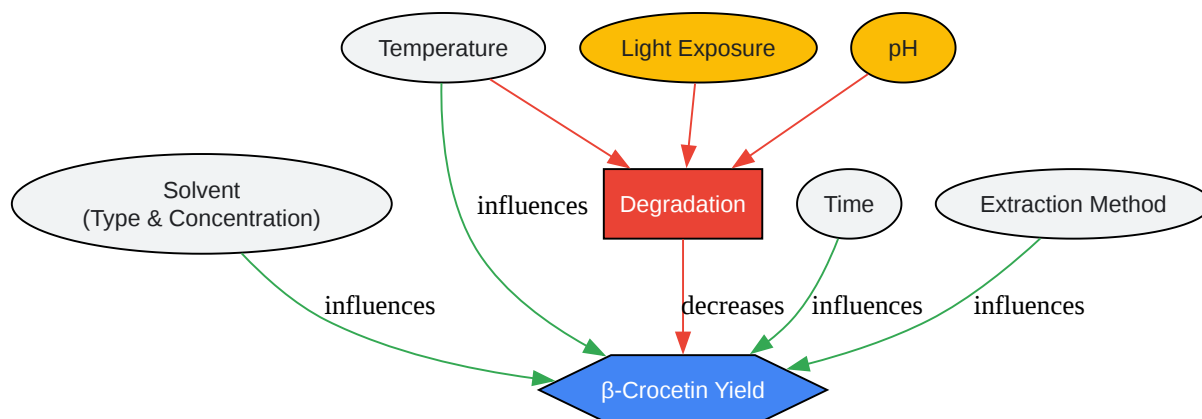 Temperature
Light Exposure
pH
Solvent
(Type & Concentration)
influences
Degradation
Time
Extraction Method
influences
decreases
influences
influences
β-Crocetin Yield